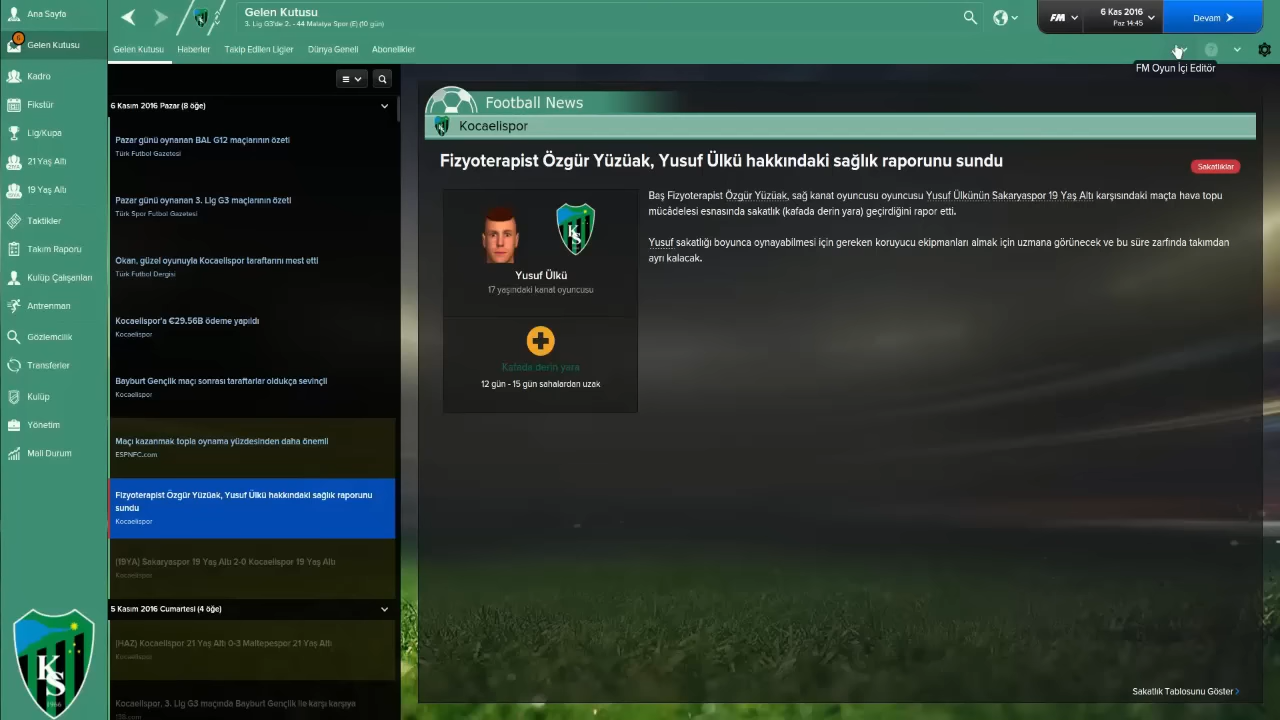 Ana Sayfa
Gelen Kutusu
3. Lig G3'de 2. - 44 Malatya Spor (E) (10 gün)
FM
6 Kas 2016
Paz 14:45
Devam
6
Gelen Kutusu
Gelen Kutusu
Haberler
Takip Edilen Ligler
Dünya Geneli
Abonelikler
FM Oyun İçi Editör
Kadro
Fikstür
Lig/Kupa
21 Yaş Altı
19 Yaş Altı
Taktikler
Takım Raporu
Kulüp Çalışanları
Antrenman
Gözlemcilik
Transferler
Kulüp
Yönetim
Mali Durum
KS
1966
6 Kasım 2016 Pazar (8 öğe)
Pazar günü oynanan BAL G12 maçlarının özeti
Türk Futbol Gazetesi
Pazar günü oynanan 3. Lig G3 maçlarının özeti
Türk Spor Futbol Gazetesi
Okan, güzel oyunuyla Kocaelispor taraftarını mest etti
Türk Futbol Dergisi
Kocaelispor'a €29.56B ödeme yapıldı
Kocaelispor
Bayburt Gençlik maçı sonrası taraftarlar oldukça sevinçli
Kocaelispor
Maçı kazanmak topla oynama yüzdesinden daha önemli
ESPNFC.com
Fizyoterapist Özgür Yüzüak, Yusuf Ülkü hakkındaki sağlık raporunu
sundu
Kocaelispor
(19YA) Sakaryaspor 19 Yaş Altı 2-0 Kocaelispor 19 Yaş Altı
Kocaelispor
5 Kasım 2016 Cumartesi (4 öğe)
(HAZ) Kocaelispor 21 Yaş Altı 0-3 Maltepespor 21 Yaş Altı
Kocaelispor
Kocaelispor, 3. Lig G3 maçında Bayburt Gençlik ile karşı karşıya
Football News
Kocaelispor
Fizyoterapist Özgür Yüzüak, Yusuf Ülkü hakkındaki sağlık raporunu sundu
Sakatlıklar
KS
Yusuf Ülkü
17 yaşındaki kanat oyuncusu
Kafada derin yara
12 gün - 15 gün sahalardan uzak
Baş Fizyoterapist Özgür Yüzüak, sağ kanat oyuncusu oyuncusu Yusuf Ülkünün Sakaryaspor 19 Yaş Altı karşısındaki maçta hava topu
mücadelesi esnasında sakatlık (kafada derin yara) geçirdiğini rapor etti.
Yusuf sakatlığı boyunca oynayabilmesi için gereken koruyucu ekipmanları almak için uzmana görünecek ve bu süre zarfında takımdan
ayrı kalacak.
Sakatlık Tablosunu Göster